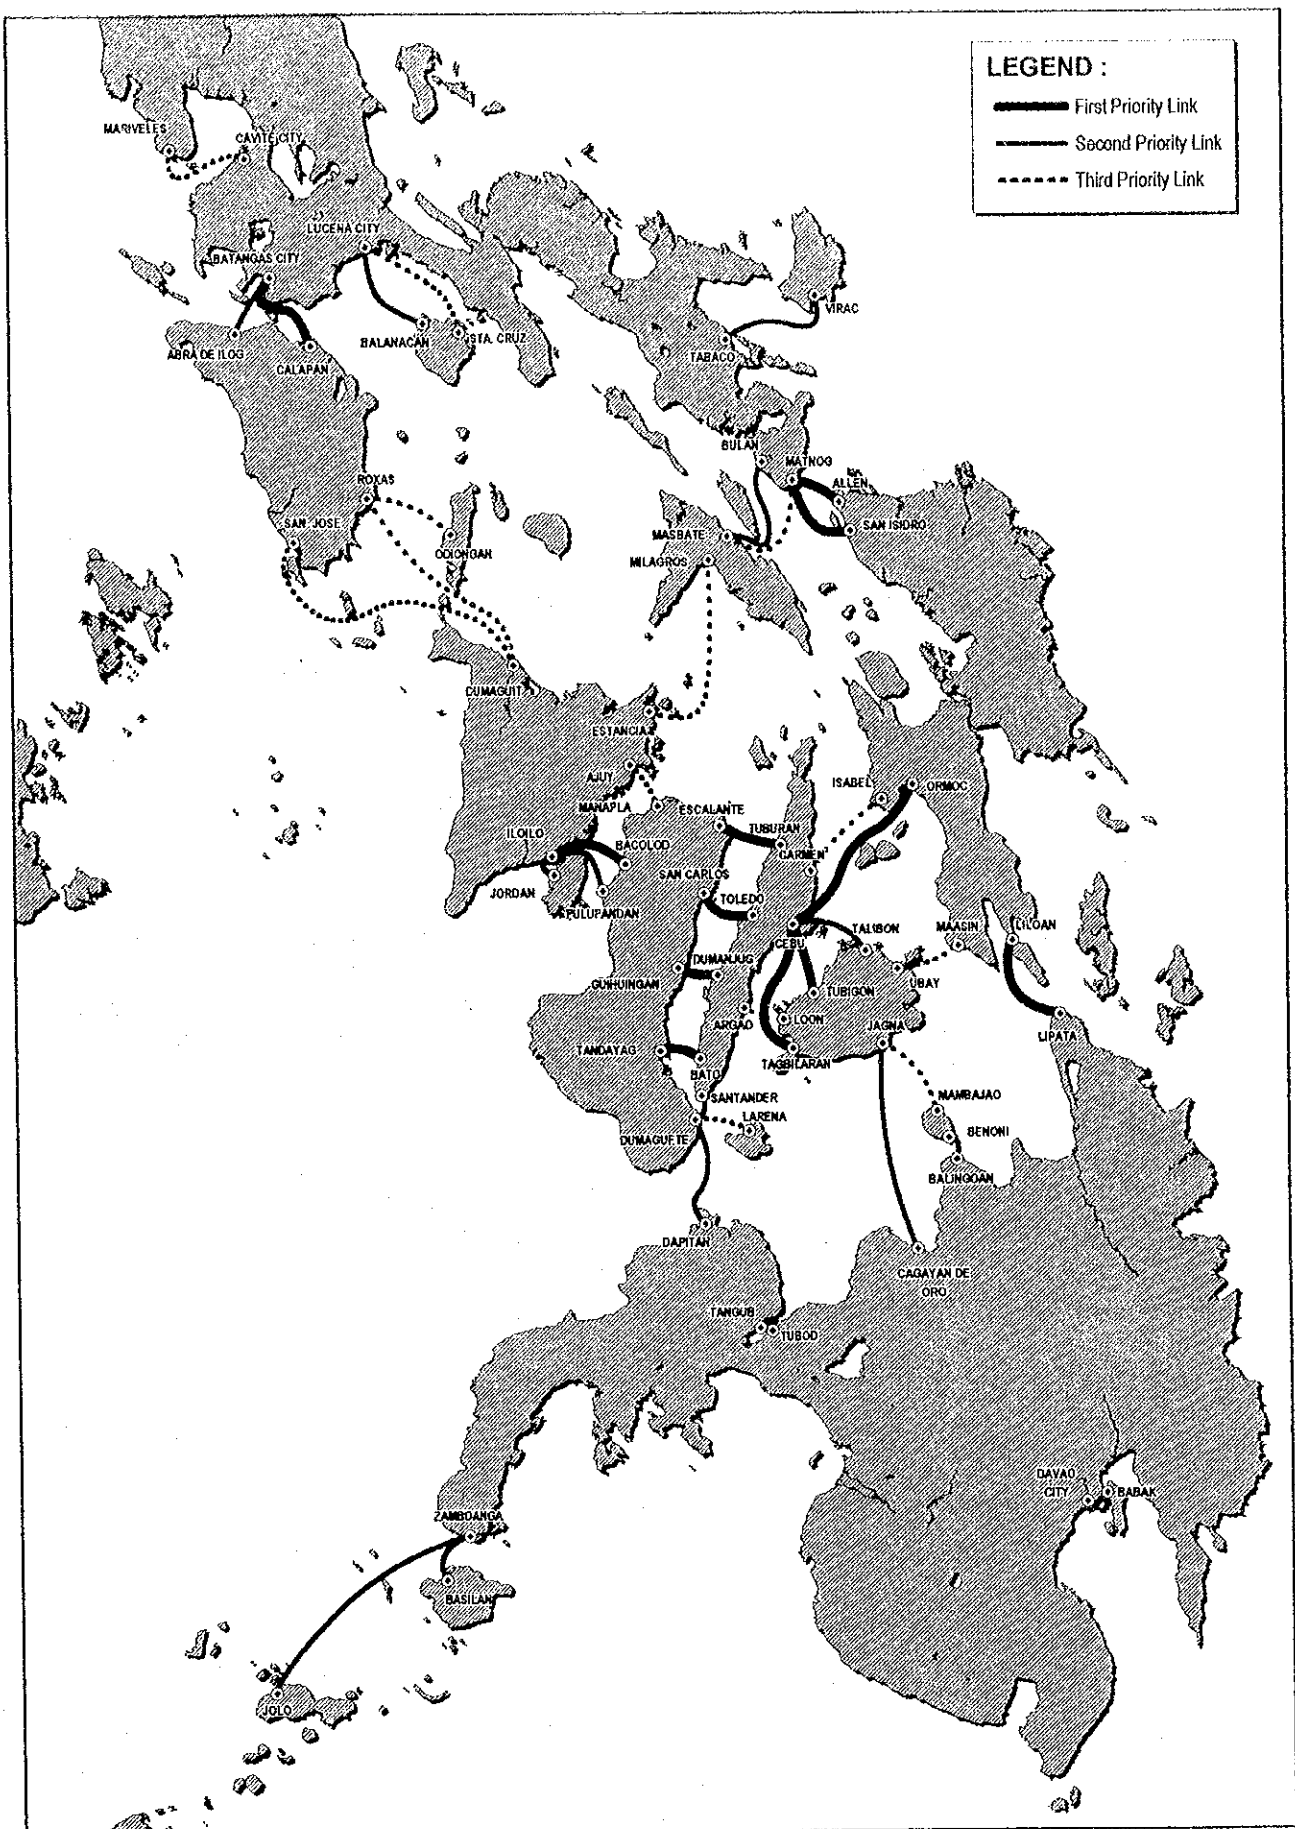 LEGEND :
First Priority Link
Second Priority Link
Third Priority Link
MARIVELES
CAVITE CITY
LUCENA CITY
BATANGAS CITY
VIRAC
ABRA DE ILOG
CALAPAN
BALANACAN
STA. CRUZ
TABACO
BULAN
MATNOG
ALLEN
ROXAS
SAN JOSE
SAN ISIDRO
MASBATE
ODIONGAN
MILAGROS
DUMAGUIT
ESTANCIA
AJUY
ISABEL
ORMOC
MANAPLA
ESCALANTE
ILOILO
TUBURAN
BACOLOD
CARMEN
SAN CARLOS
JORDAN
TOLEDO
PULUPANDAN
TALIBON
MAASIN
LILOAN
CEBU
DUMANJUG
GUIHUINGAN
UBAY
TUBIGON
ARGAO
LOON
JAGNA
LIPATA
TANDAYAG
TAGBILARAN
BATO
SANTANDER
MAMBAJAO
LARENA
DUMAGUETE
BENONI
BALINGOAN
DAPITAN
CAGAYAN DE
ORO
TANGUB
TUBOD
DAVAO
CITY
BABAK
ZAMBOANGA
BASILAN
JOLO